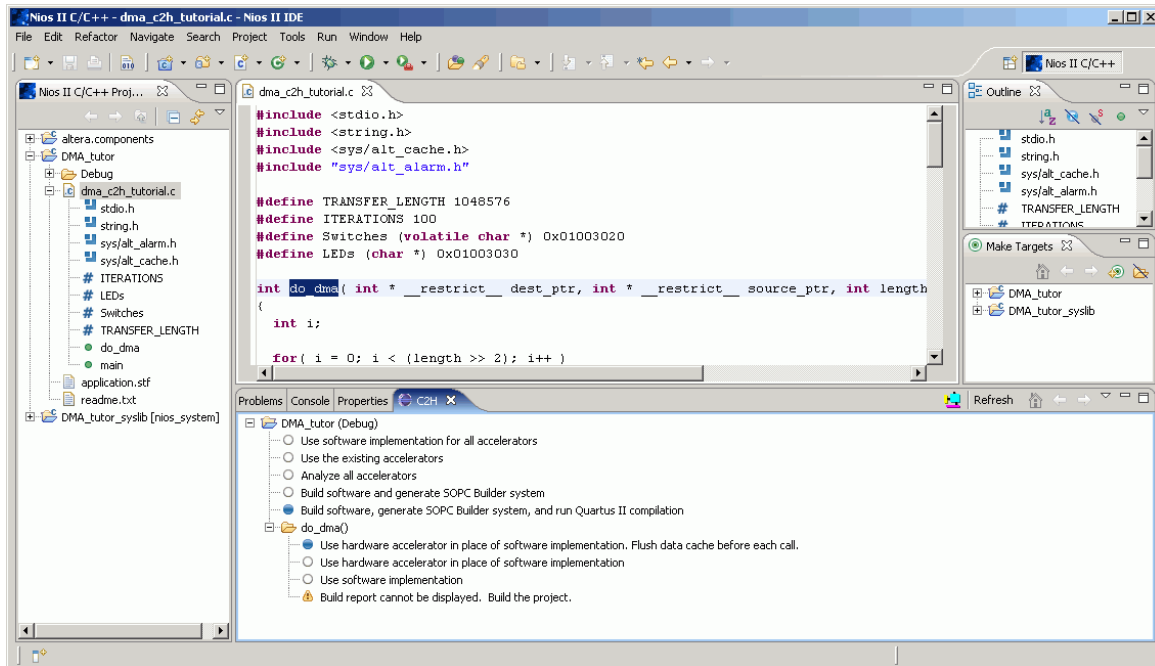 Nios II C/C++ - dma_c2h_tutorial.c - Nios II IDE
File Edit Refactor Navigate Search Project Tools Run Window Help
Nios II C/C++
Nios II C/C++ Proj...
altera.components
DMA_tutor
Debug
dma_c2h_tutorial.c
stdio.h
string.h
sys/alt_alarm.h
sys/alt_cache.h
# ITERATIONS
# LEDs
# Switches
# TRANSFER_LENGTH
do_dma
main
application.stf
readme.txt
DMA_tutor_syslib [nios_system]
dma_c2h_tutorial.c
#include <stdio.h>
#include <string.h>
#include <sys/alt_cache.h>
#include "sys/alt_alarm.h"
#define TRANSFER_LENGTH 1048576
#define ITERATIONS 100
#define Switches (volatile char *) 0x01003020
#define LEDs (char *) 0x01003030
int do_dma( int * __restrict__ dest_ptr, int * __restrict__ source_ptr, int length
{
int i;
for( i = 0; i < (length >> 2); i++ )
Outline
stdio.h
string.h
sys/alt_cache.h
sys/alt_alarm.h
# TRANSFER_LENGTH
# ITERATIONS
Make Targets
DMA_tutor
DMA_tutor_syslib
Problems Console Properties C2H
Refresh
DMA_tutor (Debug)
Use software implementation for all accelerators
Use the existing accelerators
Analyze all accelerators
Build software and generate SOPC Builder system
Build software, generate SOPC Builder system, and run Quartus II compilation
do_dma()
Use hardware accelerator in place of software implementation. Flush data cache before each call.
Use hardware accelerator in place of software implementation
Use software implementation
Build report cannot be displayed. Build the project.